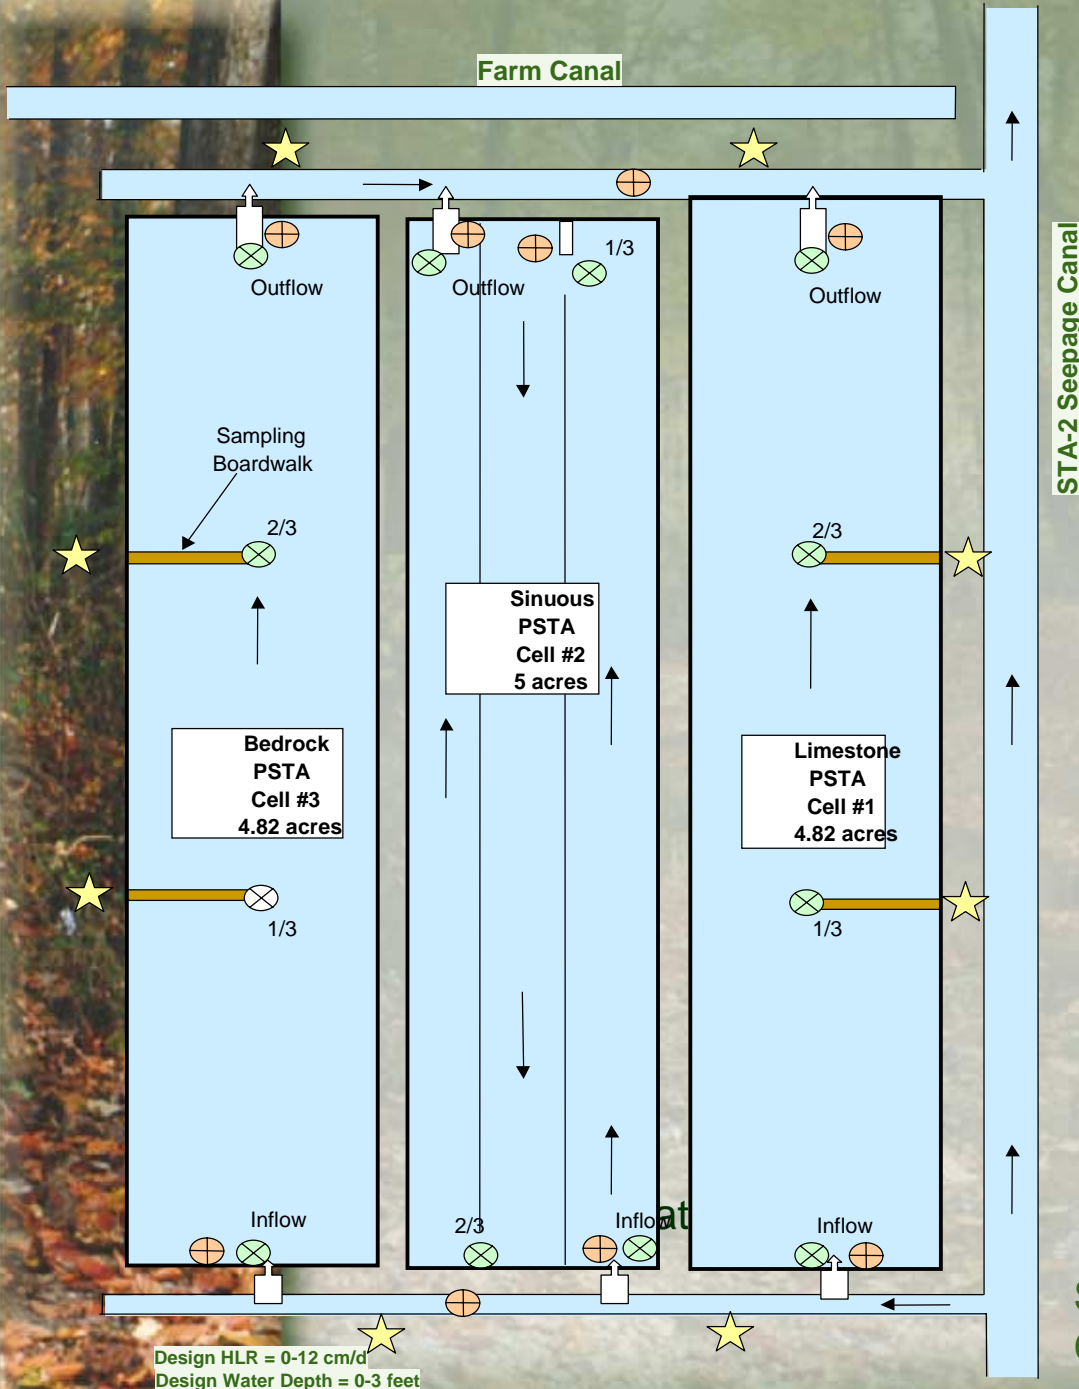 Farm Canal
STA-2 Seepage Canal
1/3
Outflow
Outflow
Outflow
Sampling
Boardwalk
2/3
2/3
Sinuous
PSTA
Cell #2
5 acres
Bedrock
PSTA
Cell #3
4.82 acres
Limestone
PSTA
Cell #1
4.82 acres
1/3
1/3
Inflow
2/3
Inflow
at
Inflow
Design HLR = 0-12 cm/d
Design Water Depth = 0-3 feet